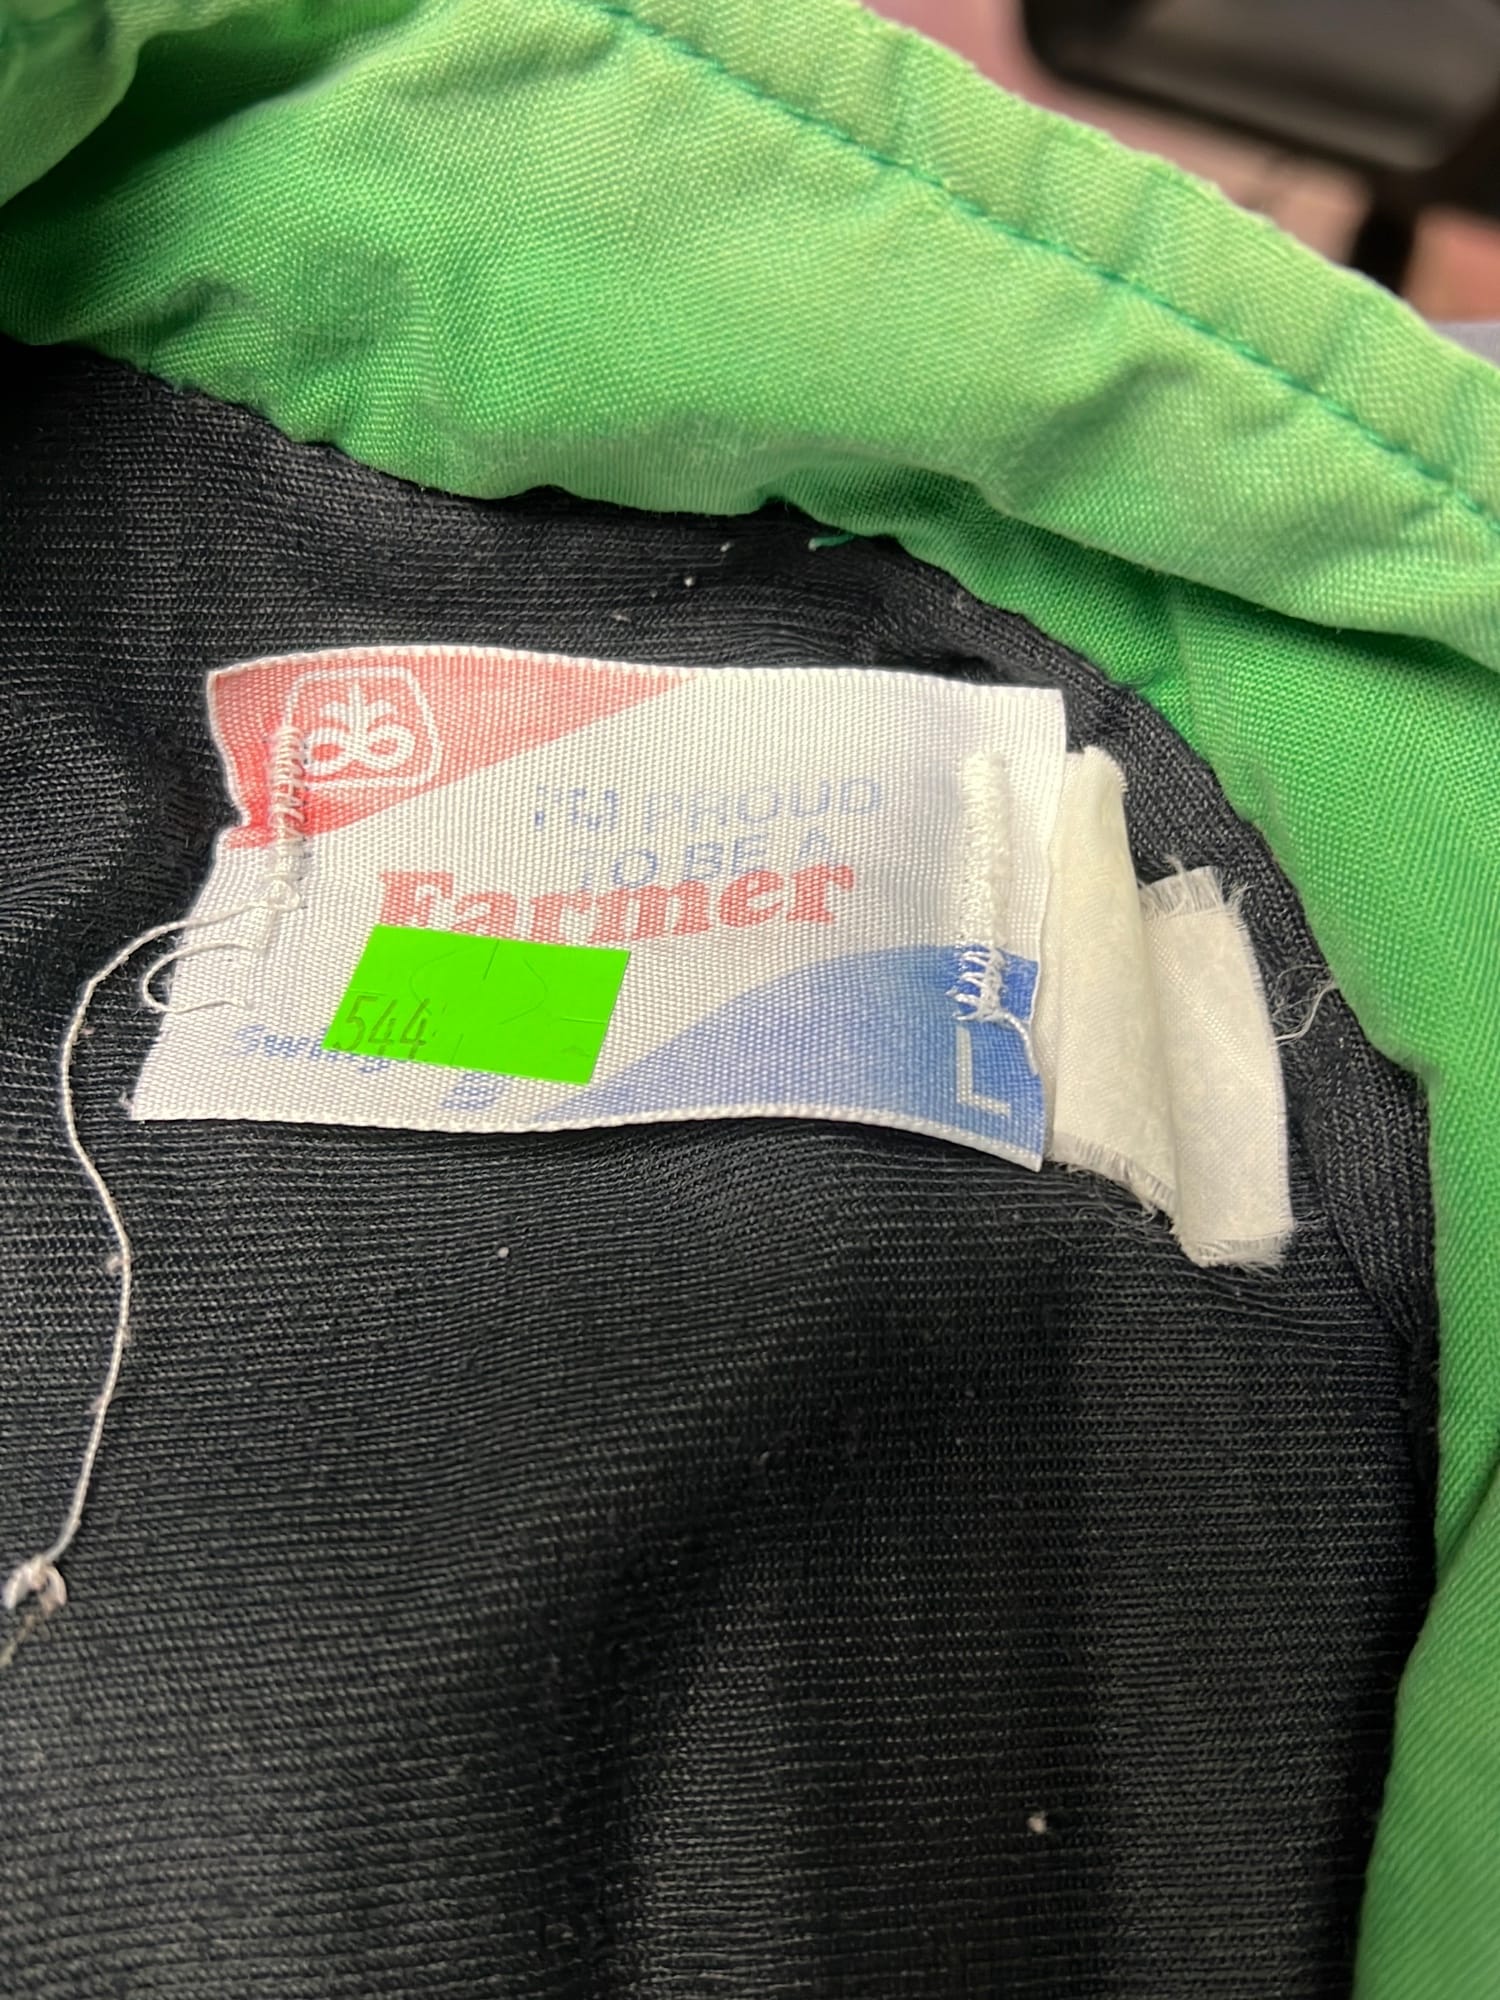 I'M PROUD
TO BE A
Farmer
544
L